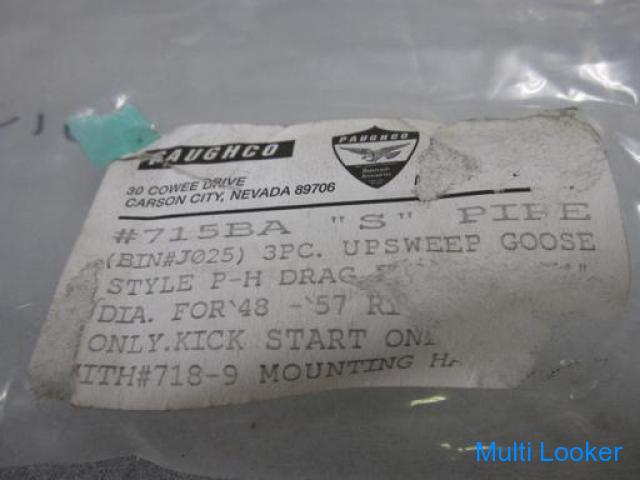 PAUGHCO
PAUGHCO
30 COWEE DRIVE
CARSON CITY, NEVADA 89706
#715BA "S" PIPE
(BIN#J025) 3PC. UPSWEEP GOOSE
STYLE P-H DRAG
DIA. FOR '48 -'57
ONLY. KICK START
WITH#718-9 MOUNTING
Multi Looker